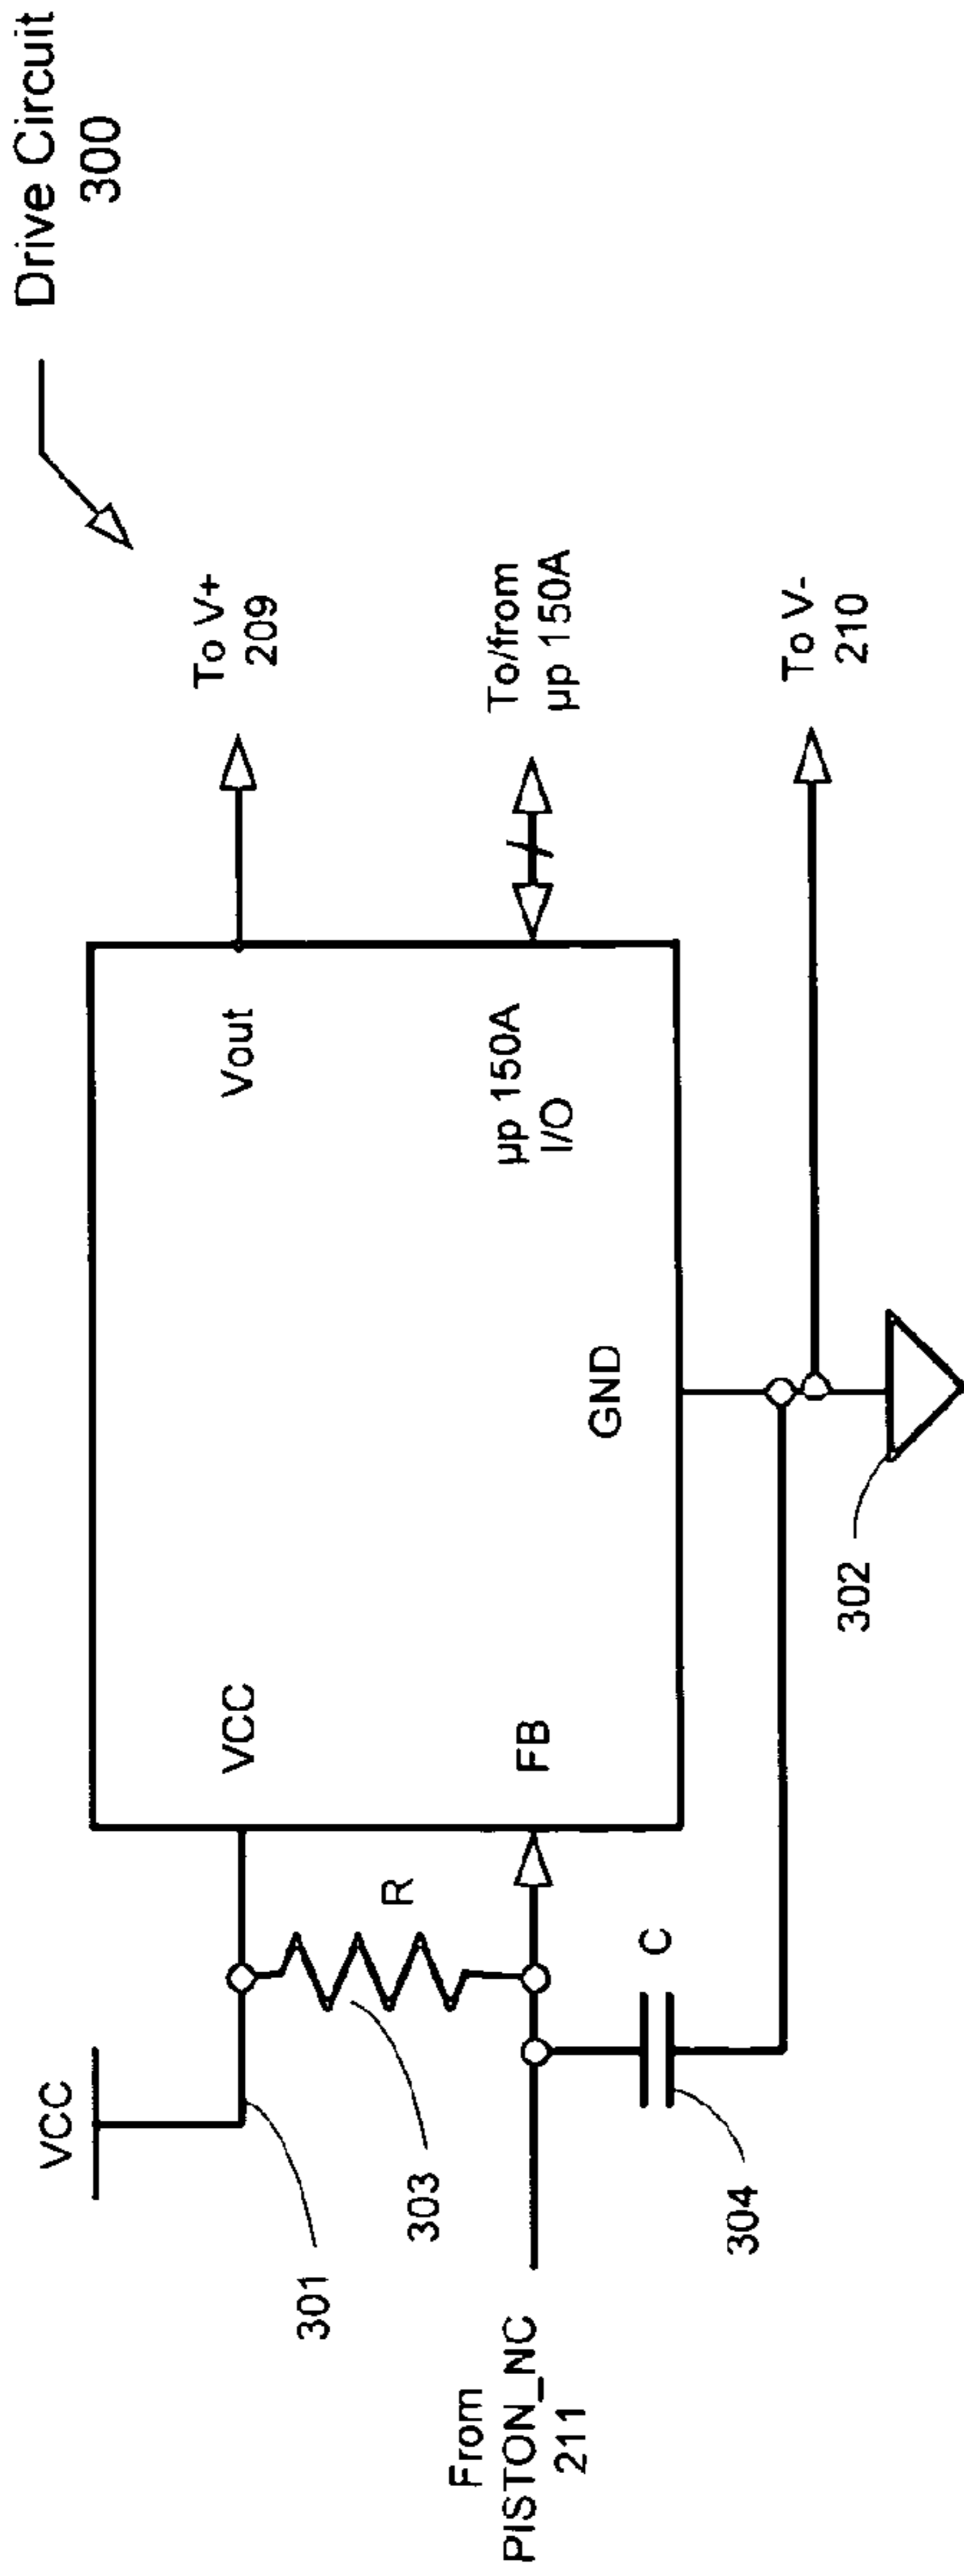 Drive Circuit
300
VCC
301
303
R
VCC
Vout
To V+
209
From
PISTON_NC
211
FB
µp 150A
I/O
To/from
µp 150A
304
C
GND
302
To V-
210